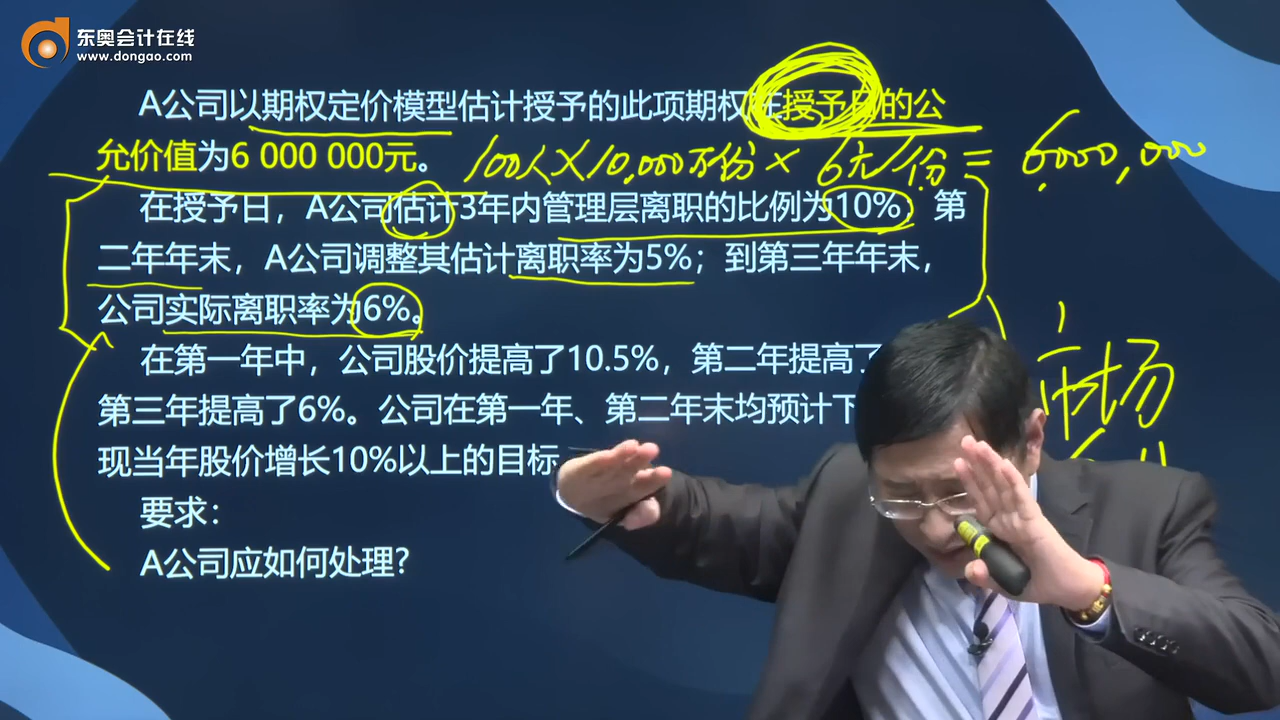 东奥会计在线
www.dongao.com
A公司以期权定价模型估计授予的此项期权在授予日的公
允价值为6 000 000元。
100人×10,000万份×6元/份=6000,000
在授予日，A公司估计3年内管理层离职的比例为10%；第
二年年末，A公司调整其估计离职率为5%；到第三年年末，
公司实际离职率为6%。
在第一年中，公司股价提高了10.5%，第二年提高了
第三年提高了6%。公司在第一年、第二年末均预计下
现当年股价增长10%以上的目标
市场
要求：
A公司应如何处理?